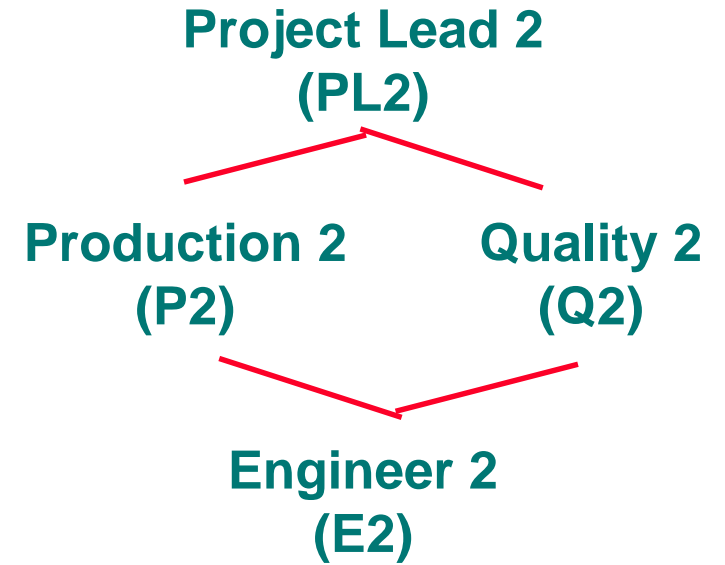 Project Lead 2
(PL2)
Production 2
(P2)
Quality 2
(Q2)
Engineer 2
(E2)